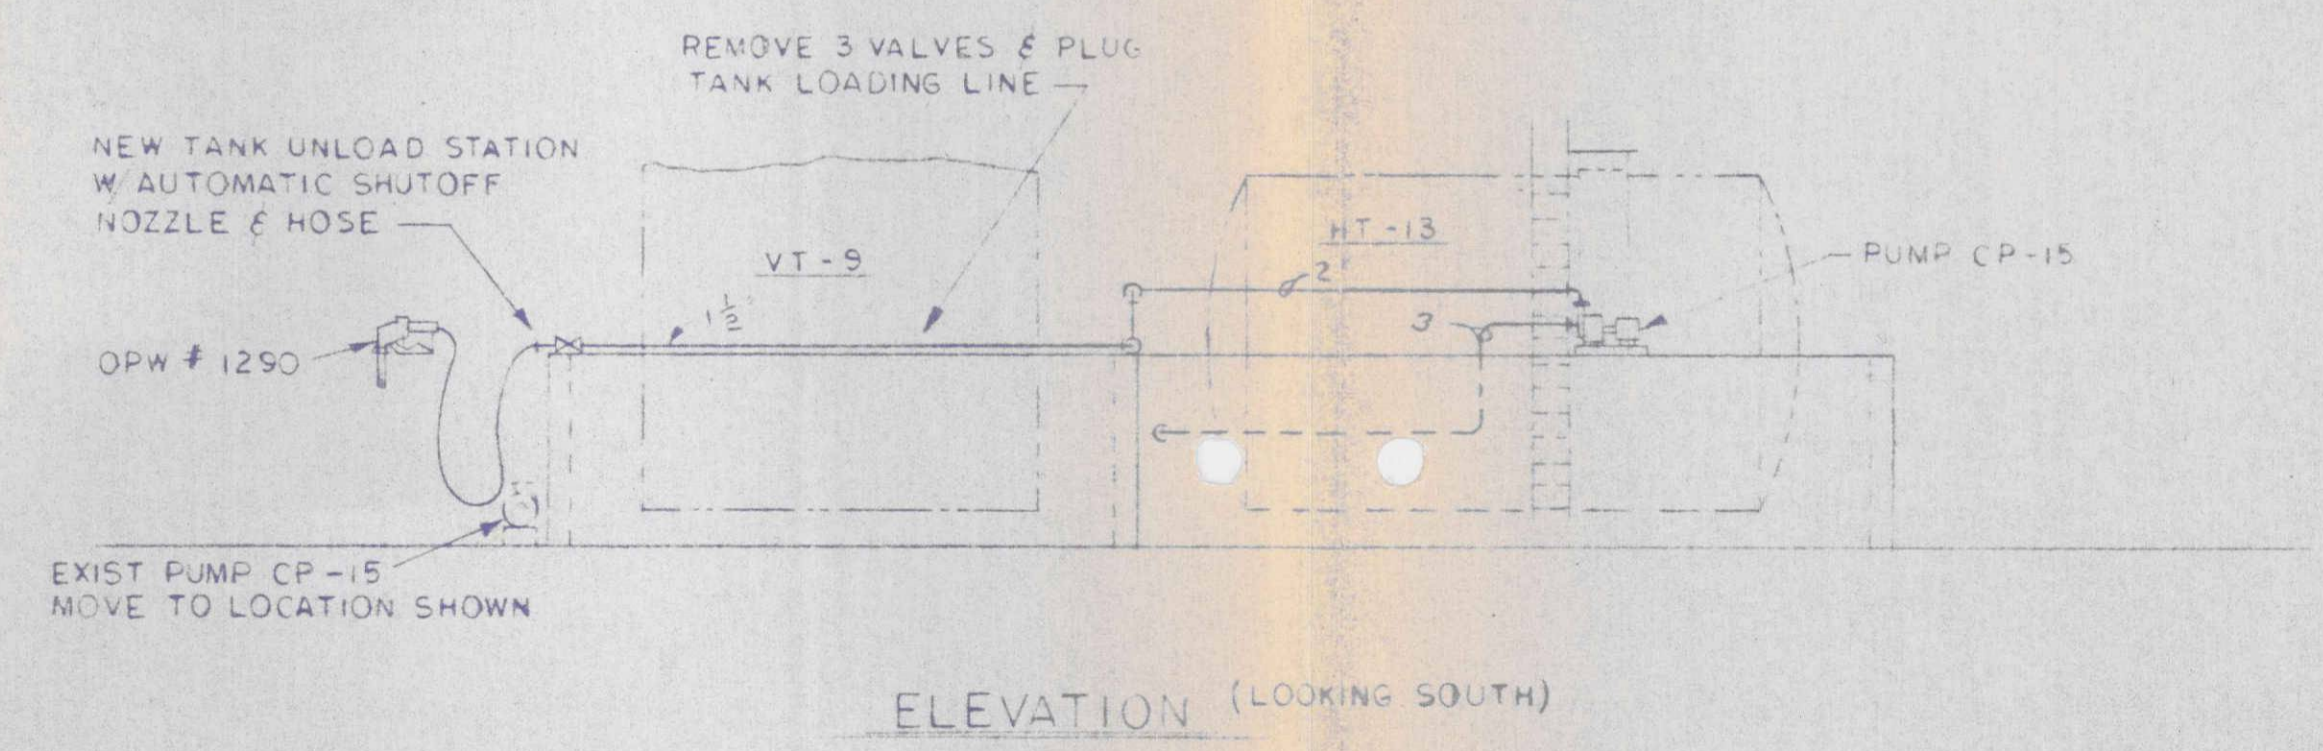 REMOVE 3 VALVES & PLUG
TANK LOADING LINE
NEW TANK UNLOAD STATION
W/ AUTOMATIC SHUTOFF
NOZZLE & HOSE
VT-9
HT-13
PUMP CP-15
2"
1 1/2"
3
OPW # 1290
EXIST PUMP CP-15
MOVE TO LOCATION SHOWN
ELEVATION (LOOKING SOUTH)